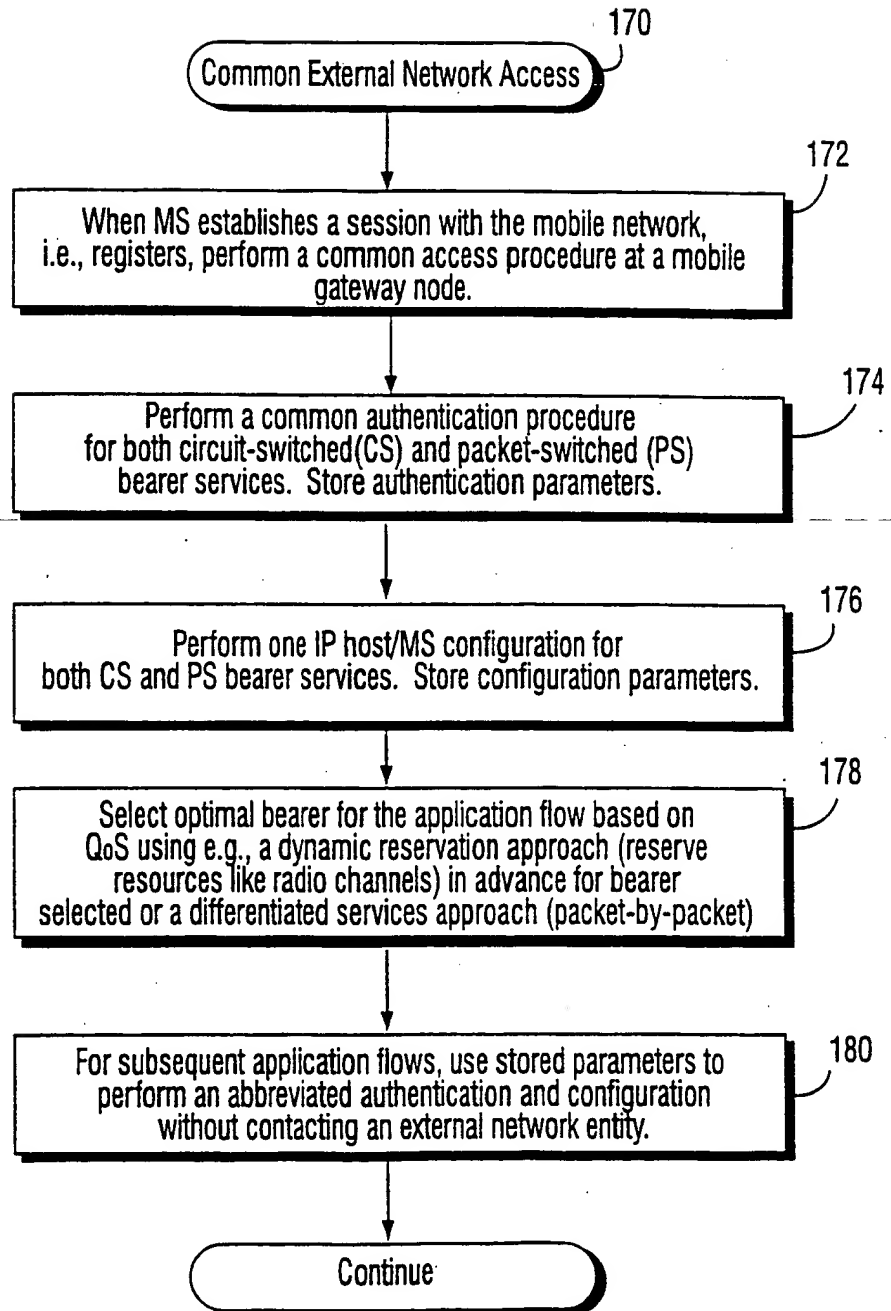 170
Common External Network Access
172
When MS establishes a session with the mobile network,
i.e., registers, perform a common access procedure at a mobile
gateway node.
174
Perform a common authentication procedure
for both circuit-switched(CS) and packet-switched (PS)
bearer services. Store authentication parameters.
176
Perform one IP host/MS configuration for
both CS and PS bearer services. Store configuration parameters.
178
Select optimal bearer for the application flow based on
QoS using e.g., a dynamic reservation approach (reserve
resources like radio channels) in advance for bearer
selected or a differentiated services approach (packet-by-packet)
180
For subsequent application flows, use stored parameters to
perform an abbreviated authentication and configuration
without contacting an external network entity.
Continue